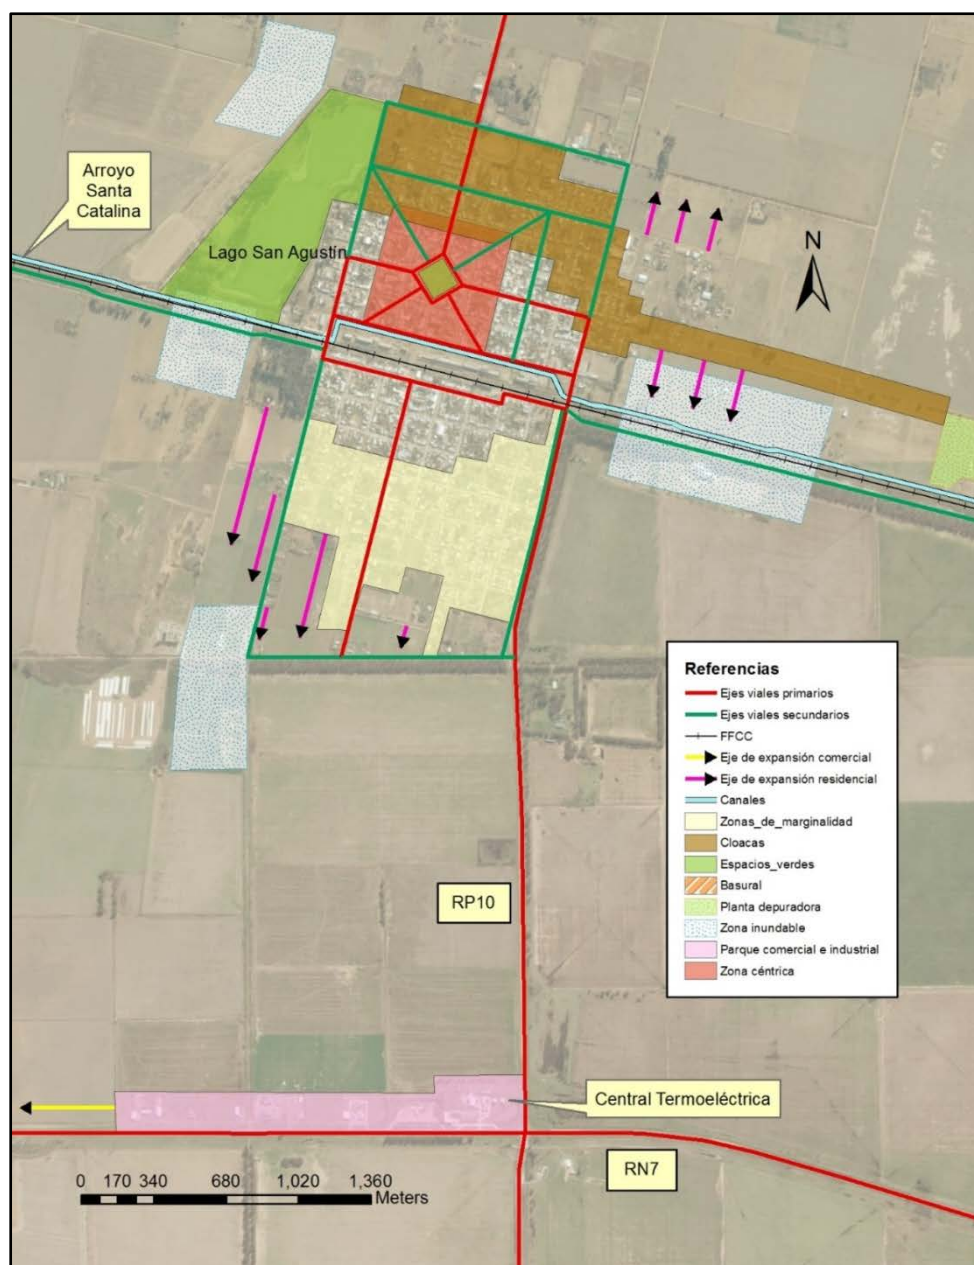 Arroyo
Santa
Catalina
Lago San Agustín
N
Referencias
Ejes viales primarios
Ejes viales secundarios
FFCC
Eje de expansión comercial
Eje de expansión residencial
Canales
Zonas_de_marginalidad
Cloacas
Espacios_verdes
Basural
Planta depuradora
Zona inundable
Parque comercial e industrial
Zona céntrica
RP10
Central Termoeléctrica
RN7
0 170 340 680 1,020 1,360
Meters